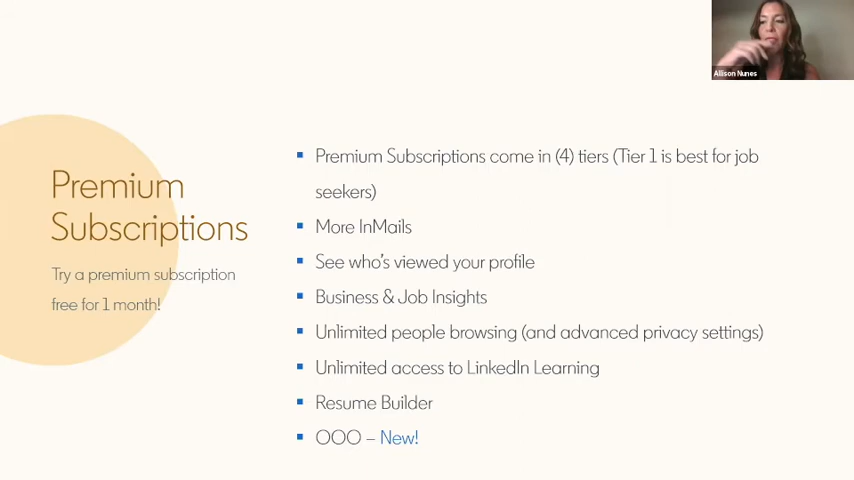 Allison Nunes
Premium
Subscriptions
Try a premium subscription
free for 1 month!
▪ Premium Subscriptions come in (4) tiers (Tier 1 is best for job
seekers)
▪ More InMails
▪ See who's viewed your profile
▪ Business & Job Insights
▪ Unlimited people browsing (and advanced privacy settings)
▪ Unlimited access to LinkedIn Learning
▪ Resume Builder
▪ OOO – New!